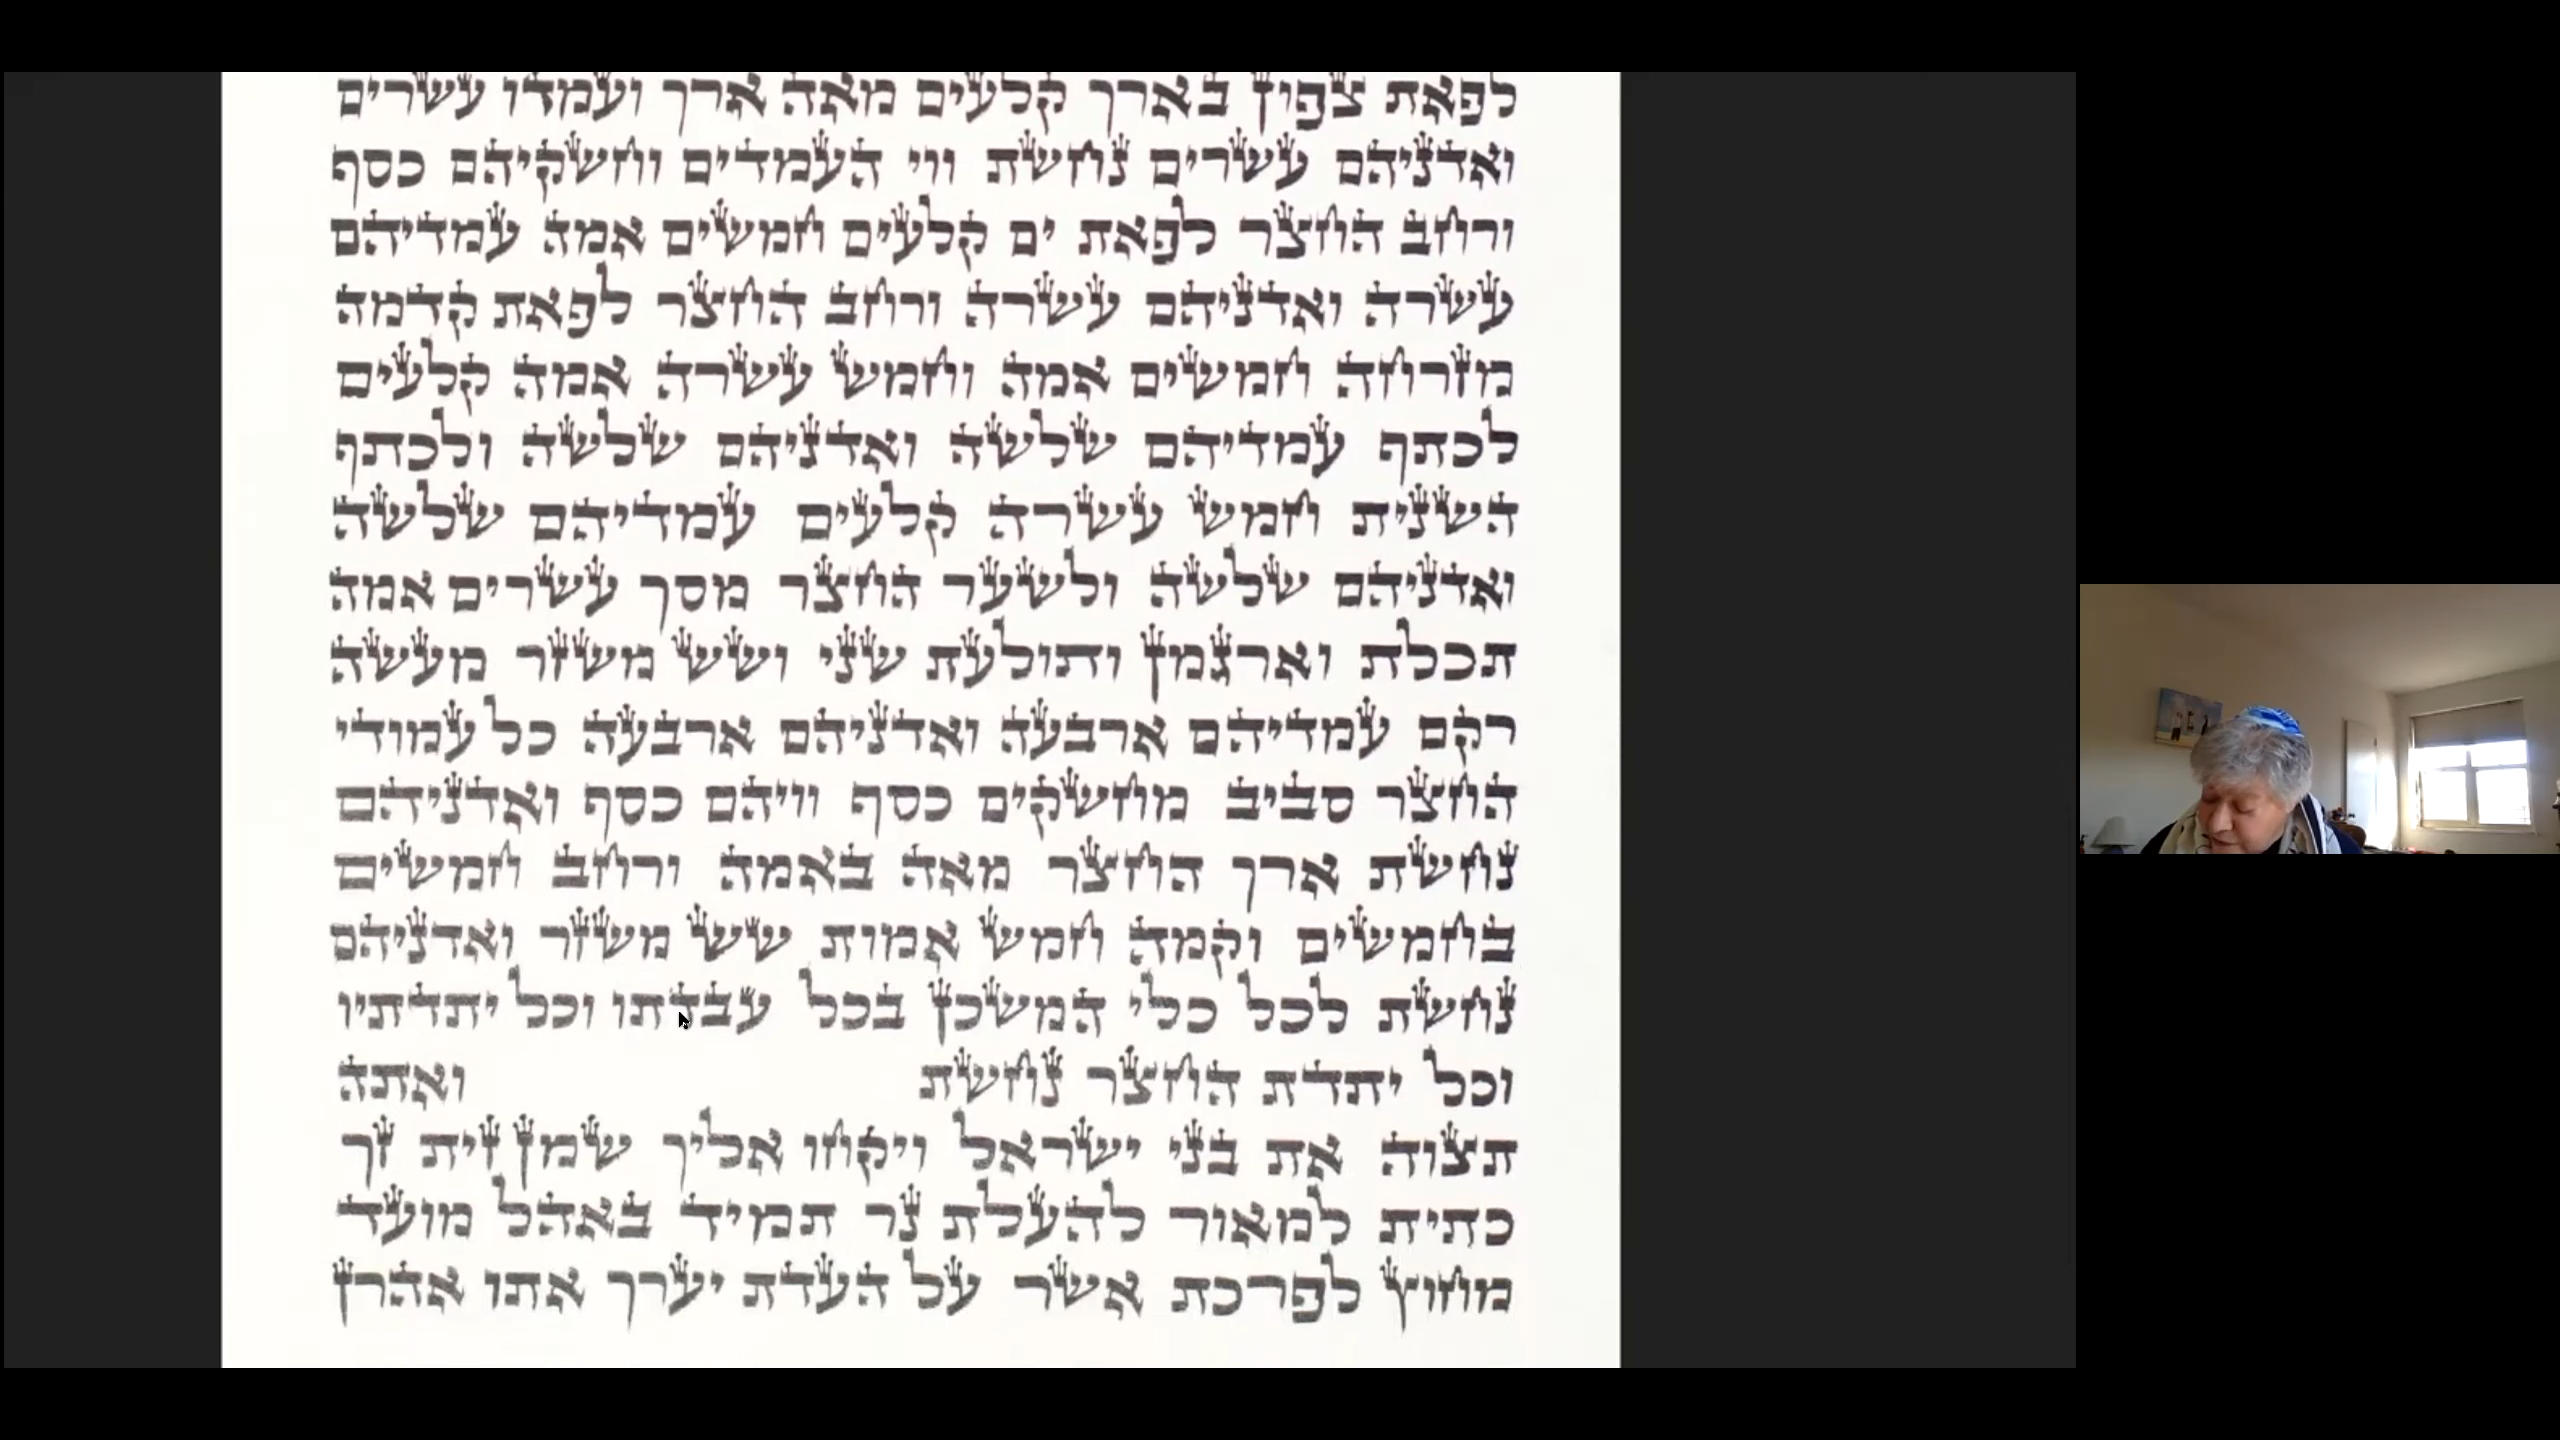 לפאת צפון בארך קלעים מאה ארך ועמדו עשרים
ואדניהם עשרים נחשת ווי העמדים וחשקיהם כסף
ורחב החצר לפאת ים קלעים חמשים אמה עמדיהם
עשרה ואדניהם עשרה ורחב החצר לפאת קדמה
מזרחה חמשים אמה וחמש עשרה אמה קלעים
לכתף עמדיהם שלשה ואדניהם שלשה ולכתף
השנית חמש עשרה קלעים עמדיהם שלשה
ואדניהם שלשה ולשער החצר מסך עשרים אמה
תכלת וארגמן ותולעת שני ושש משזר מעשה
רקם עמדיהם ארבעה ואדניהם ארבעה כל עמודי
החצר סביב מחשקים כסף וויהם כסף ואדניהם
נחשת ארך החצר מאה באמה ורחב חמשים
בחמשים וקמה חמש אמות שש משזר ואדניהם
נחשת לכל כלי המשכן בכל עבדתו וכל יתדתיו
וכל יתדת החצר נחשת ואתה
תצוה את בני ישראל ויקחו אליך שמן זית זך
כתית למאור להעלת נר תמיד באהל מועד
מחוץ לפרכת אשר על העדת יערך אתו אהרן